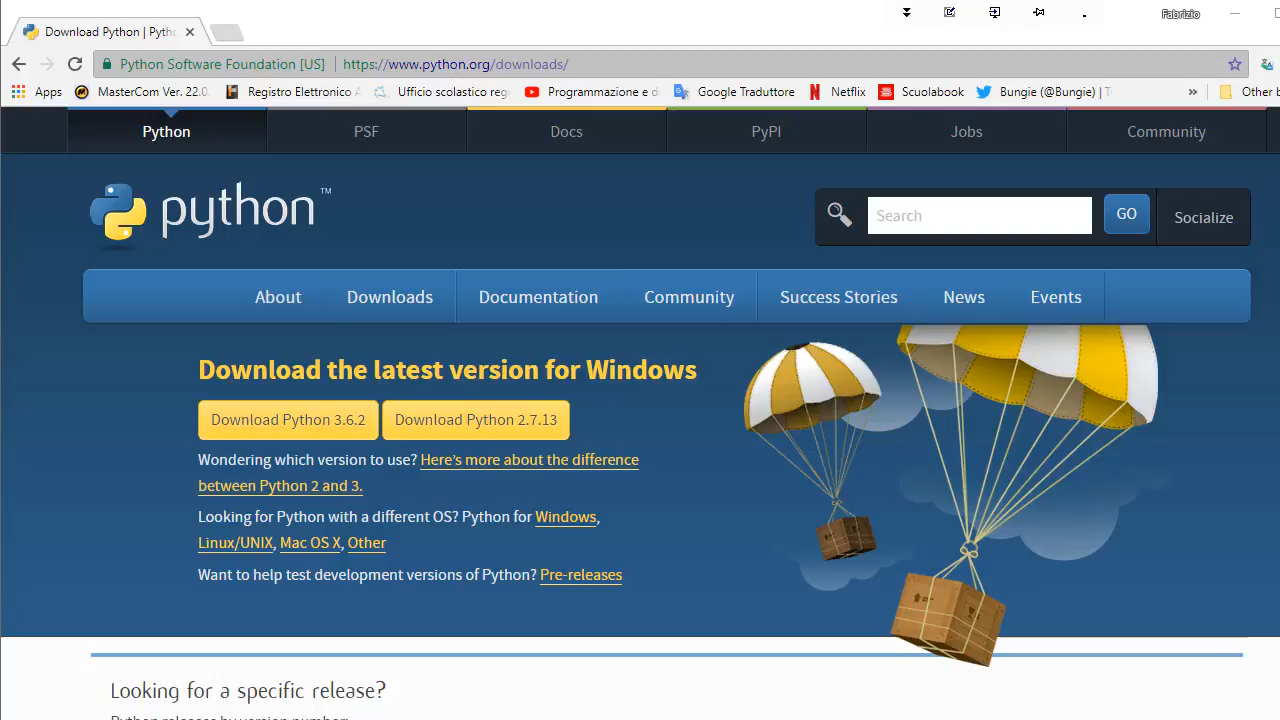 Fabrizio
Download Python | Pyth
Python Software Foundation [US] https://www.python.org/downloads/
Apps MasterCom Ver. 22.0. Registro Elettronico A Ufficio scolastico reg Programmazione e d Google Traduttore Netflix Scuolabook Bungie (@Bungie) | T » Other b
Python PSF Docs PyPI Jobs Community
python™
Search GO Socialize
About Downloads Documentation Community Success Stories News Events
Download the latest version for Windows
Download Python 3.6.2 Download Python 2.7.13
Wondering which version to use? Here's more about the difference
between Python 2 and 3.
Looking for Python with a different OS? Python for Windows,
Linux/UNIX, Mac OS X, Other
Want to help test development versions of Python? Pre-releases
Looking for a specific release?
Python releases by version number: